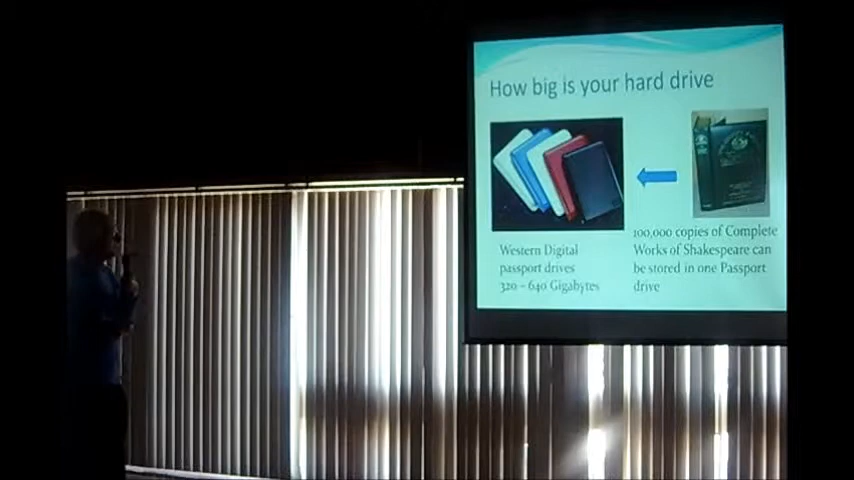 How big is your hard drive
Western Digital
passport drives
320 – 640 Gigabytes
100,000 copies of Complete
Works of Shakespeare can
be stored in one Passport
drive